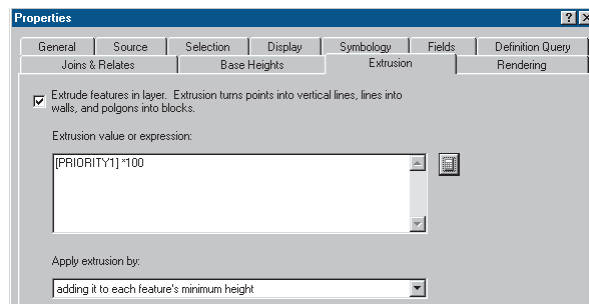 Properties
General Source Selection Display Symbology Fields Definition Query
Joins & Relates Base Heights Extrusion Rendering
Extrude features in layer. Extrusion turns points into vertical lines, lines into
walls, and polgons into blocks.
Extrusion value or expression:
[PRIORITY1] *100
Apply extrusion by:
adding it to each feature's minimum height